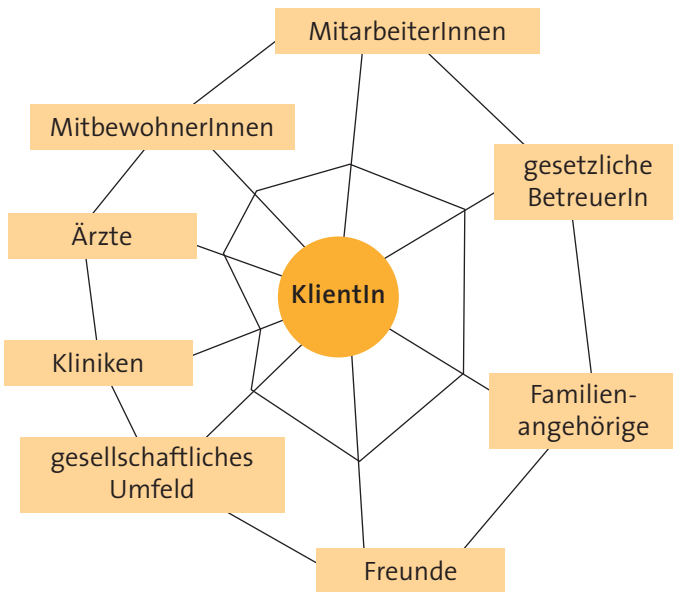 MitarbeiterInnen
MitbewohnerInnen
gesetzliche
BetreuerIn
Ärzte
KlientIn
Kliniken
Familien-
angehörige
gesellschaftliches
Umfeld
Freunde